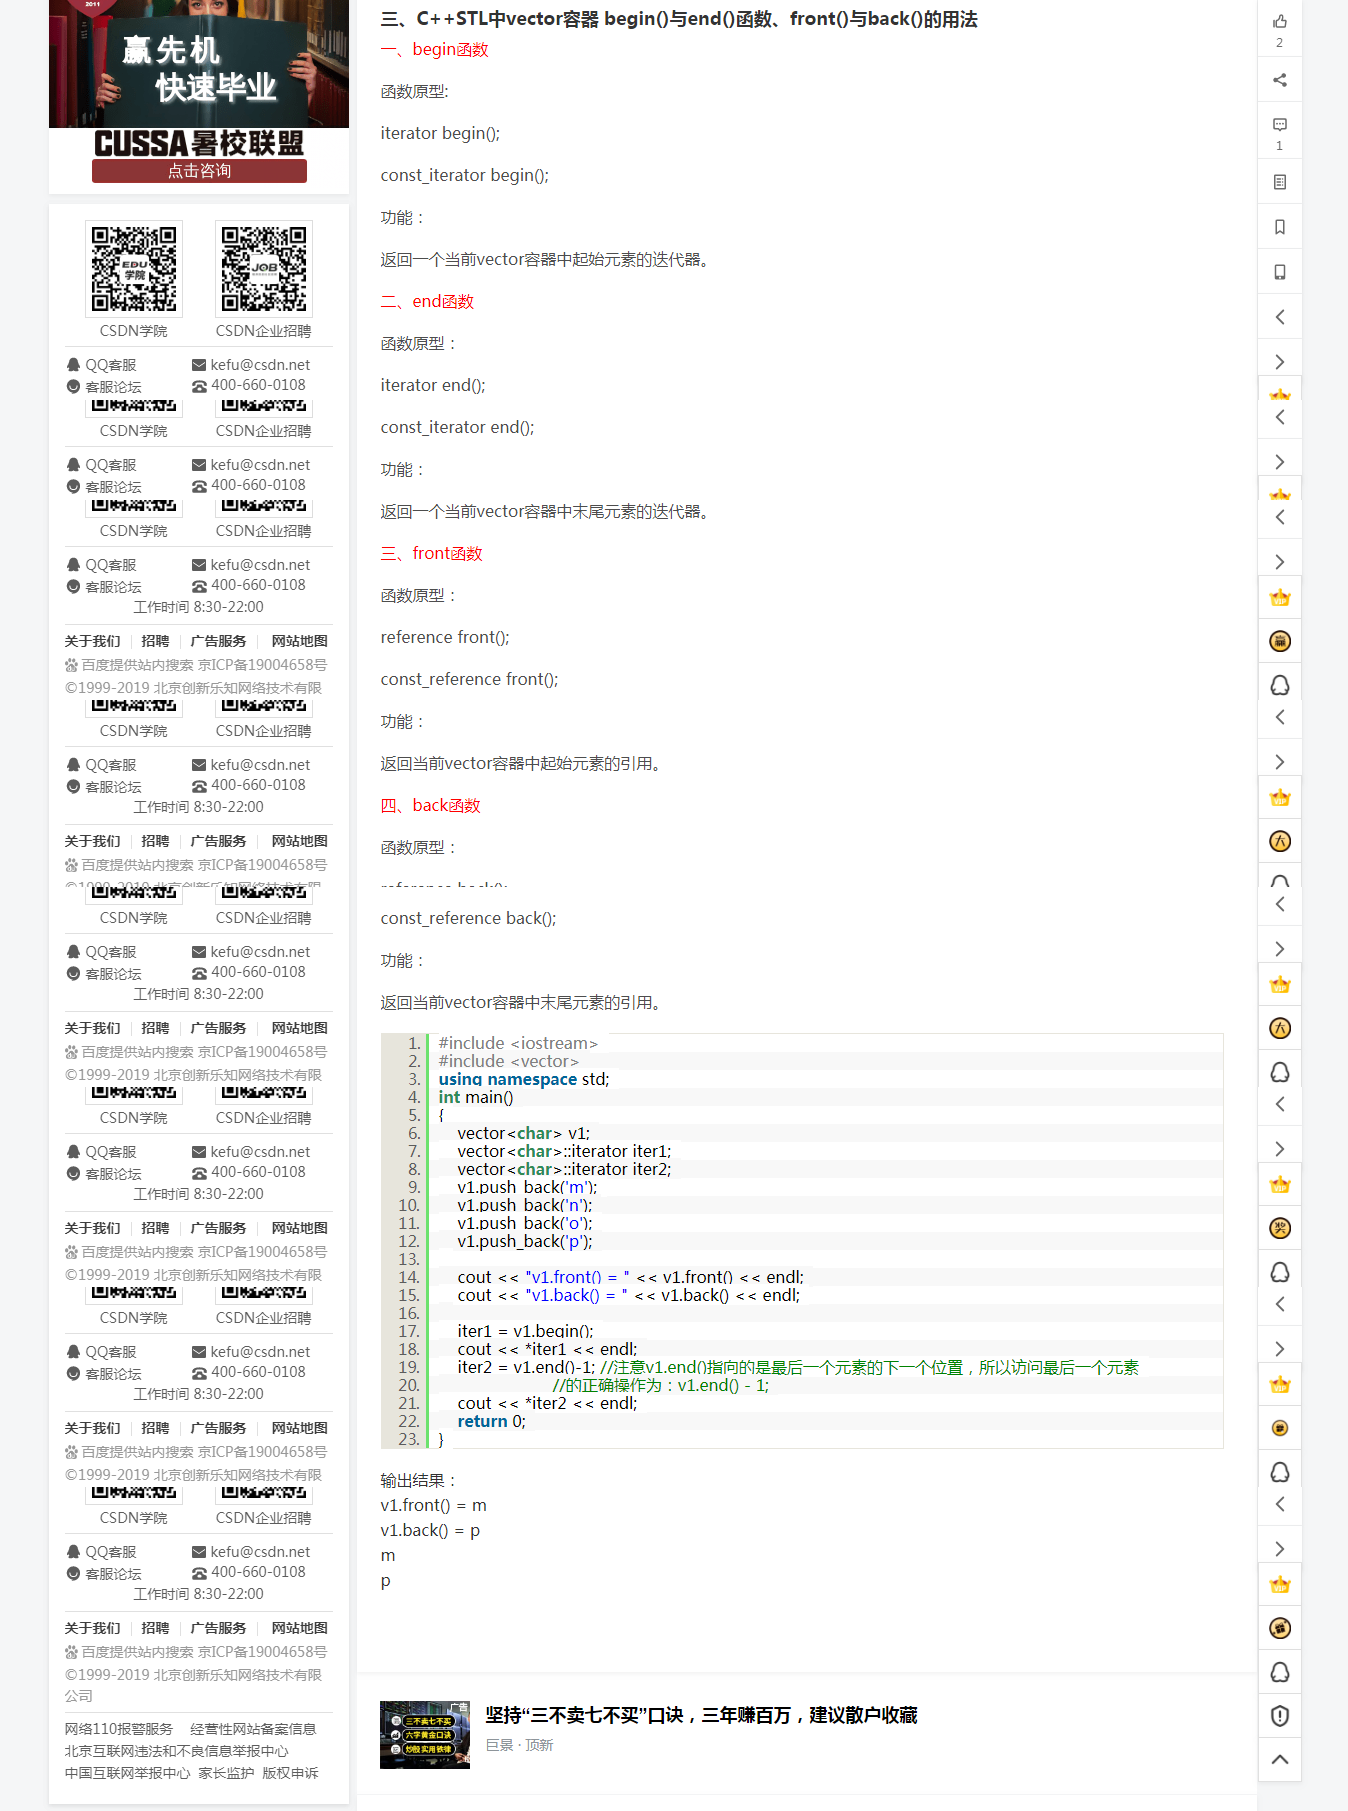 2011
赢先机
快速毕业
CUSSA暑校联盟
点击咨询
EDU
学院
JOB
CSDN学院
CSDN企业招聘
QQ客服
kefu@csdn.net
客服论坛
400-660-0108
CSDN学院
CSDN企业招聘
QQ客服
kefu@csdn.net
客服论坛
400-660-0108
CSDN学院
CSDN企业招聘
QQ客服
kefu@csdn.net
客服论坛
400-660-0108
工作时间 8:30-22:00
关于我们
招聘
广告服务
网站地图
百度提供站内搜索 京ICP备19004658号
©1999-2019 北京创新乐知网络技术有限
CSDN学院
CSDN企业招聘
QQ客服
kefu@csdn.net
客服论坛
400-660-0108
工作时间 8:30-22:00
关于我们
招聘
广告服务
网站地图
百度提供站内搜索 京ICP备19004658号
©1999-2019 北京创新乐知网络技术有限
CSDN学院
CSDN企业招聘
QQ客服
kefu@csdn.net
客服论坛
400-660-0108
工作时间 8:30-22:00
关于我们
招聘
广告服务
网站地图
百度提供站内搜索 京ICP备19004658号
©1999-2019 北京创新乐知网络技术有限
CSDN学院
CSDN企业招聘
QQ客服
kefu@csdn.net
客服论坛
400-660-0108
工作时间 8:30-22:00
关于我们
招聘
广告服务
网站地图
百度提供站内搜索 京ICP备19004658号
©1999-2019 北京创新乐知网络技术有限
CSDN学院
CSDN企业招聘
QQ客服
kefu@csdn.net
客服论坛
400-660-0108
工作时间 8:30-22:00
关于我们
招聘
广告服务
网站地图
百度提供站内搜索 京ICP备19004658号
©1999-2019 北京创新乐知网络技术有限
CSDN学院
CSDN企业招聘
QQ客服
kefu@csdn.net
客服论坛
400-660-0108
工作时间 8:30-22:00
关于我们
招聘
广告服务
网站地图
百度提供站内搜索 京ICP备19004658号
©1999-2019 北京创新乐知网络技术有限
公司
网络110报警服务
经营性网站备案信息
北京互联网违法和不良信息举报中心
中国互联网举报中心 家长监护 版权申诉
三、C++STL中vector容器 begin()与end()函数、front()与back()的用法
一、begin函数
函数原型:
iterator begin();
const_iterator begin();
功能：
返回一个当前vector容器中起始元素的迭代器。
二、end函数
函数原型：
iterator end();
const_iterator end();
功能：
返回一个当前vector容器中末尾元素的迭代器。
三、front函数
函数原型：
reference front();
const_reference front();
功能：
返回当前vector容器中起始元素的引用。
四、back函数
函数原型：
reference back();
const_reference back();
功能：
返回当前vector容器中末尾元素的引用。
1. #include <iostream>
2. #include <vector>
3. using namespace std;
4. int main()
5. {
6. vector<char> v1;
7. vector<char>::iterator iter1;
8. vector<char>::iterator iter2;
9. v1.push_back('m');
10. v1.push_back('n');
11. v1.push_back('o');
12. v1.push_back('p');
13.
14. cout << "v1.front() = " << v1.front() << endl;
15. cout << "v1.back() = " << v1.back() << endl;
16.
17. iter1 = v1.begin();
18. cout << *iter1 << endl;
19. iter2 = v1.end()-1; //注意v1.end()指向的是最后一个元素的下一个位置，所以访问最后一个元素
20. //的正确操作为：v1.end() - 1;
21. cout << *iter2 << endl;
22. return 0;
23. }
输出结果：
v1.front() = m
v1.back() = p
m
p
广告
三不卖七不买
六字黄金口诀
炒股实用铁律
坚持“三不卖七不买”口诀，三年赚百万，建议散户收藏
巨景 · 顶新
2
1
VIP
赢
VIP
大
VIP
大
VIP
奖
VIP
VIP